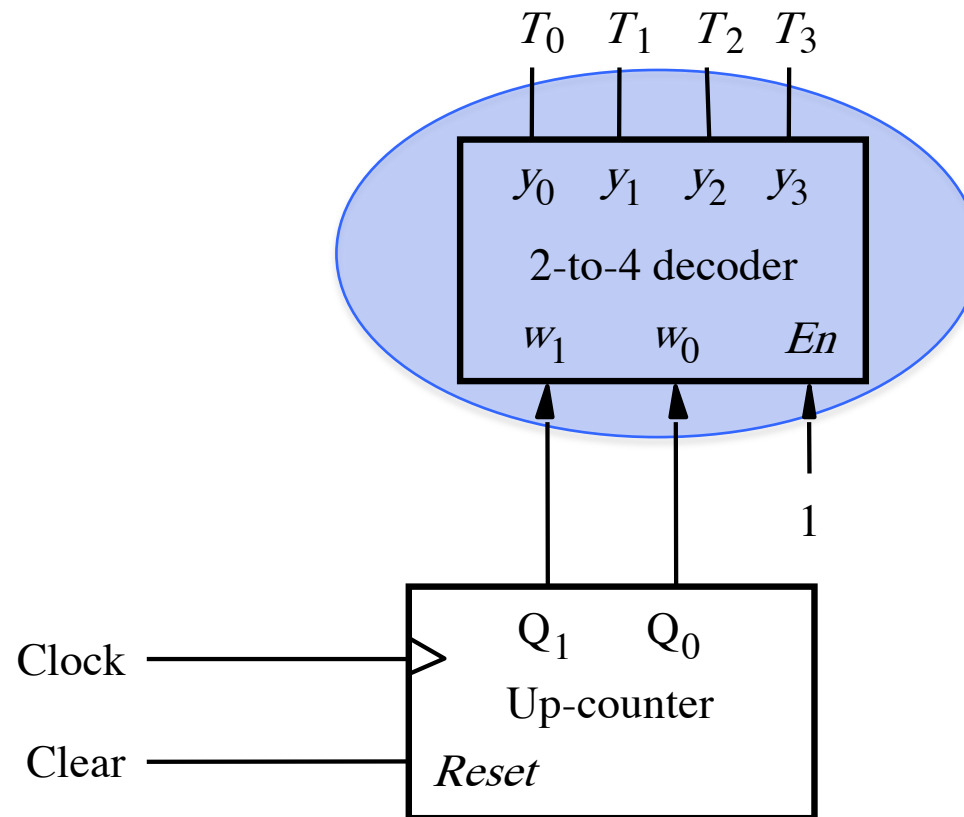 T0 T1 T2 T3
y0 y1 y2 y3
2-to-4 decoder
w1 w0 En
1
Q1 Q0
Clock
Up-counter
Clear
Reset